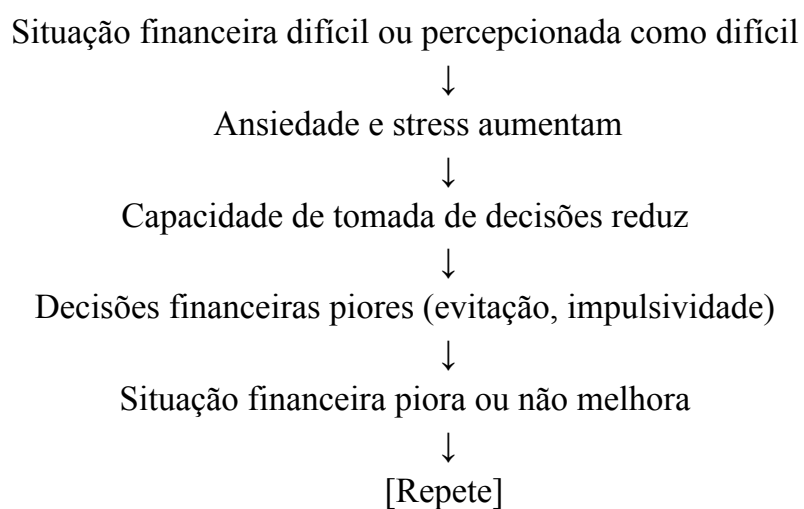 Situação financeira difícil ou percepcionada como difícil
↓
Ansiedade e stress aumentam
↓
Capacidade de tomada de decisões reduz
↓
Decisões financeiras piores (evitação, impulsividade)
↓
Situação financeira piora ou não melhora
↓
[Repete]